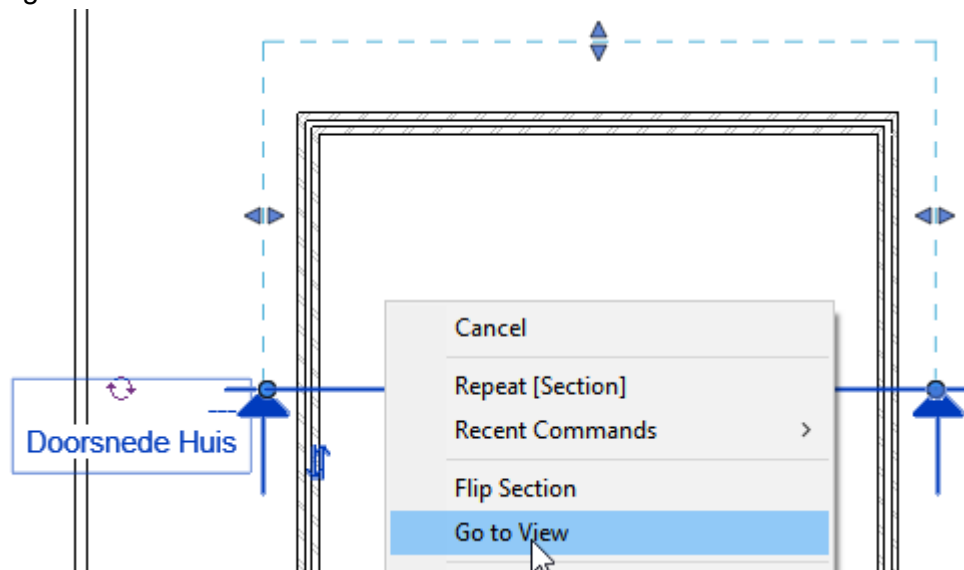 Cancel
Repeat [Section]
Recent Commands
Doorsnede Huis
Flip Section
Go to View